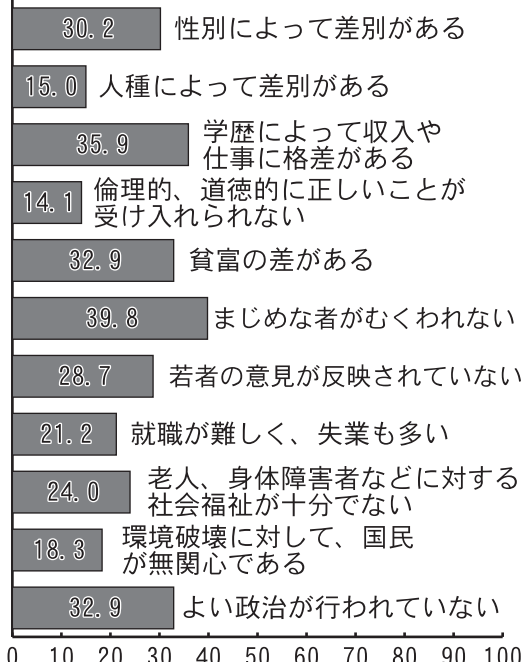 30.2 性別によって差別がある
15.0 人種によって差別がある
35.9 学歴によって収入や
仕事に格差がある
14.1 倫理的、道徳的に正しいことが
受け入れられない
32.9 貧富の差がある
39.8 まじめな者がむくわれない
28.7 若者の意見が反映されていない
21.2 就職が難しく、失業も多い
24.0 老人、身体障害者などに対する
社会福祉が十分でない
18.3 環境破壊に対して、国民
が無関心である
32.9 よい政治が行われていない
0 10 20 30 40 50 60 70 80 90 100